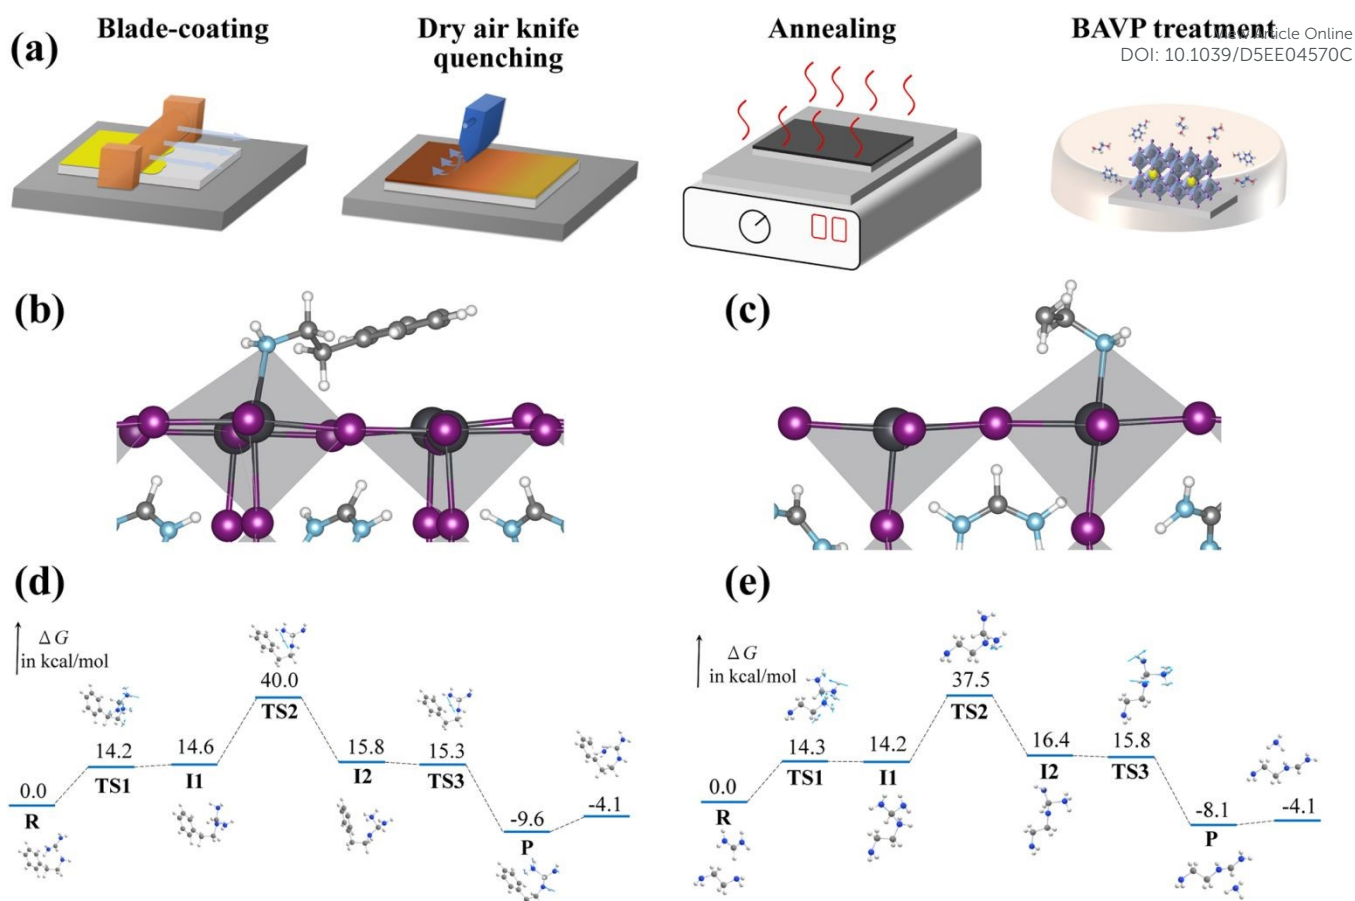 (a)
Blade-coating
Dry air knife
quenching
Annealing
BAVP treatment
View Article Online
DOI: 10.1039/D5EE04570C
(b)
(c)
(d)
Δ G
in kcal/mol
0.0
R
14.2
TS1
14.6
I1
40.0
TS2
15.8
I2
15.3
TS3
-9.6
P
-4.1
(e)
Δ G
in kcal/mol
0.0
R
14.3
TS1
14.2
I1
37.5
TS2
16.4
I2
15.8
TS3
-8.1
P
-4.1